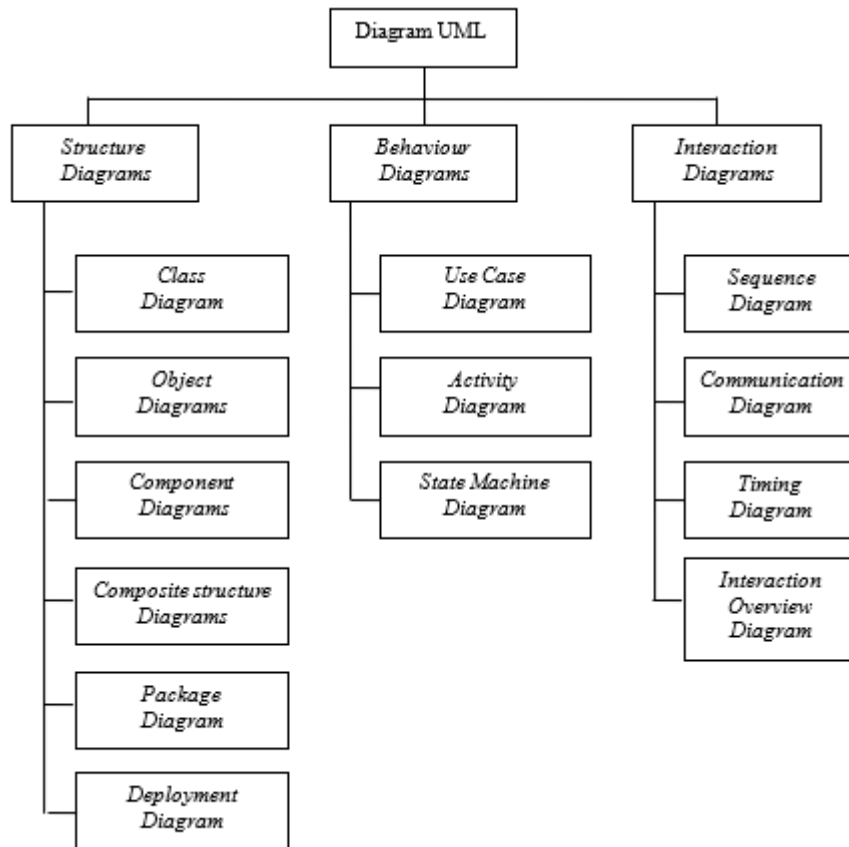 Diagram UML
Structure
Diagrams
Behaviour
Diagrams
Interaction
Diagrams
Class
Diagram
Object
Diagrams
Component
Diagrams
Composite structure
Diagrams
Package
Diagram
Deployment
Diagram
Use Case
Diagram
Activity
Diagram
State Machine
Diagram
Sequence
Diagram
Communication
Diagram
Timing
Diagram
Interaction
Overview
Diagram